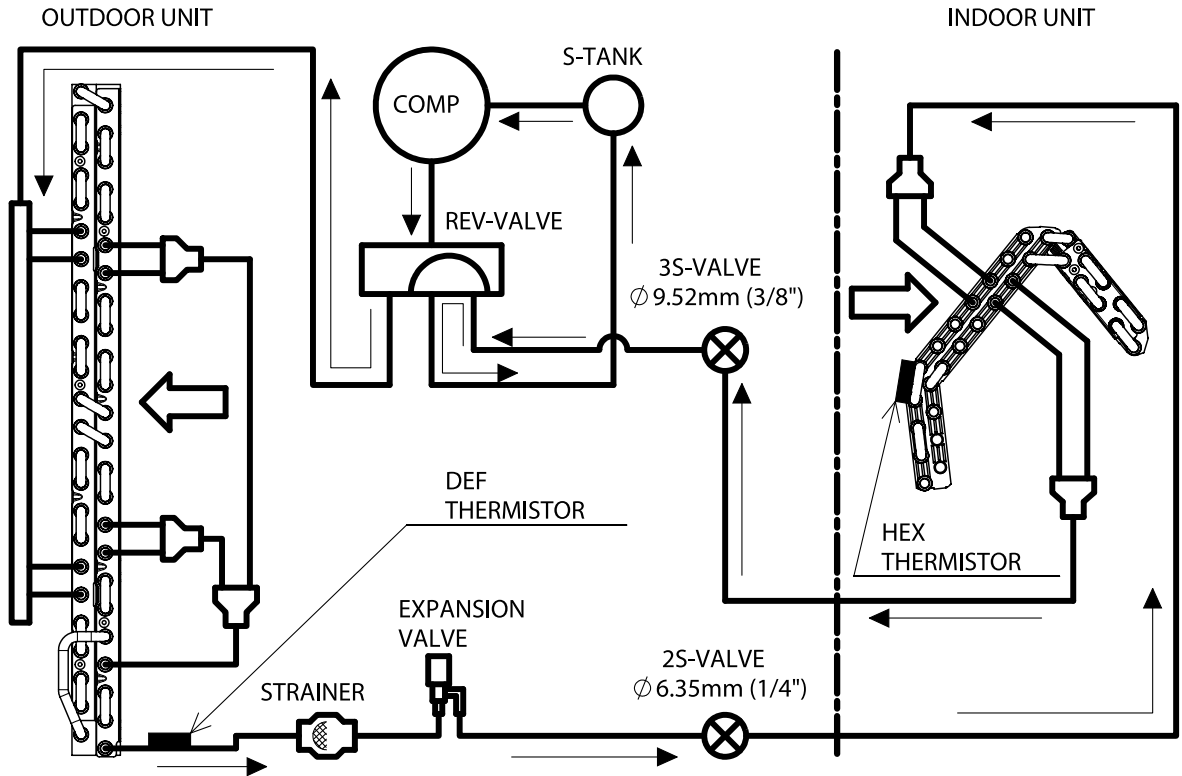 OUTDOOR UNIT
INDOOR UNIT
S-TANK
COMP
REV-VALVE
3S-VALVE
∅ 9.52mm (3/8")
DEF
THERMISTOR
HEX
THERMISTOR
EXPANSION
VALVE
2S-VALVE
∅ 6.35mm (1/4")
STRAINER